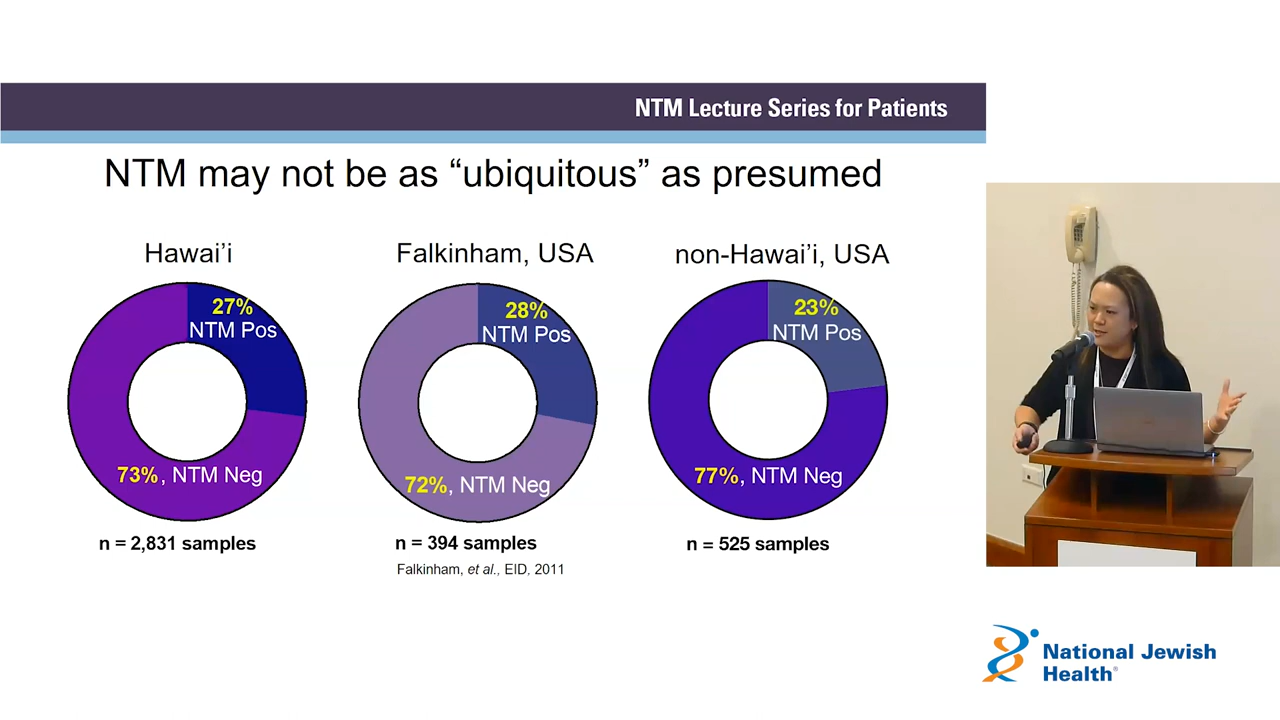 NTM Lecture Series for Patients
NTM may not be as “ubiquitous” as presumed
Hawai’i
27%
NTM Pos
73%, NTM Neg
n = 2,831 samples
Falkinham, USA
28%
NTM Pos
72%, NTM Neg
n = 394 samples
Falkinham, et al., EID, 2011
non-Hawai’i, USA
23%
NTM Pos
77%, NTM Neg
n = 525 samples
National Jewish
Health®